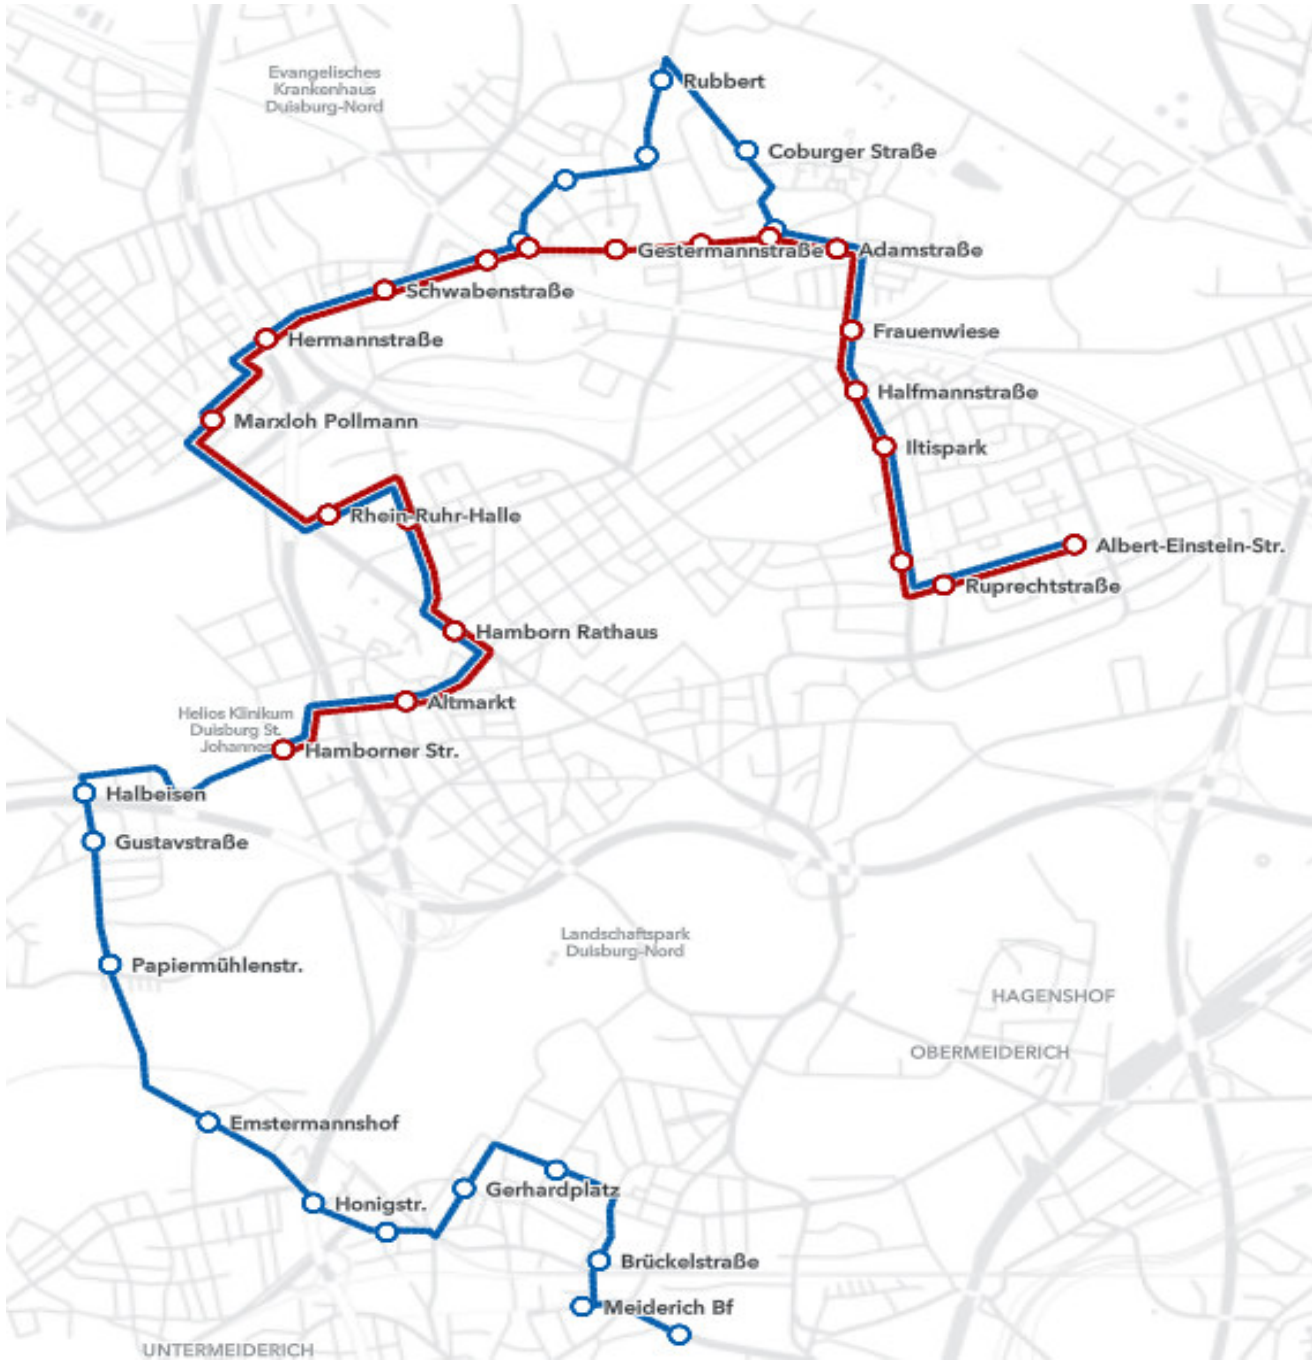 Evangelisches
Krankenhaus
Duisburg-Nord
Rubbert
Coburger Straße
Gestermannstraße
Adamstraße
Schwabenstraße
Frauenwiese
Hermannstraße
Halfmannstraße
Marxloh Pollmann
Iltispark
Rhein-Ruhr-Halle
Albert-Einstein-Str.
Ruprechtstraße
Hamborn Rathaus
Altmarkt
Helios Klinikum
Duisburg St.
Johannes
Hamborner Str.
Halbeisen
Gustavstraße
Landschaftspark
Duisburg-Nord
Papiermühlenstr.
HAGENSHOF
OBERMEIDERICH
Emstermannshof
Gerhardplatz
Honigstr.
Brückelstraße
Meiderich Bf
UNTERMEIDERICH